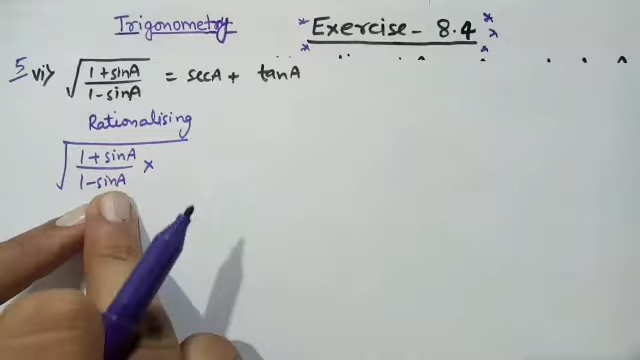 Trigonometry
* Exercise - 8.4 *
5 vi) √(1+sinA / 1-sinA) = secA + tanA
Rationalising
√(1+sinA / 1-sinA) ×